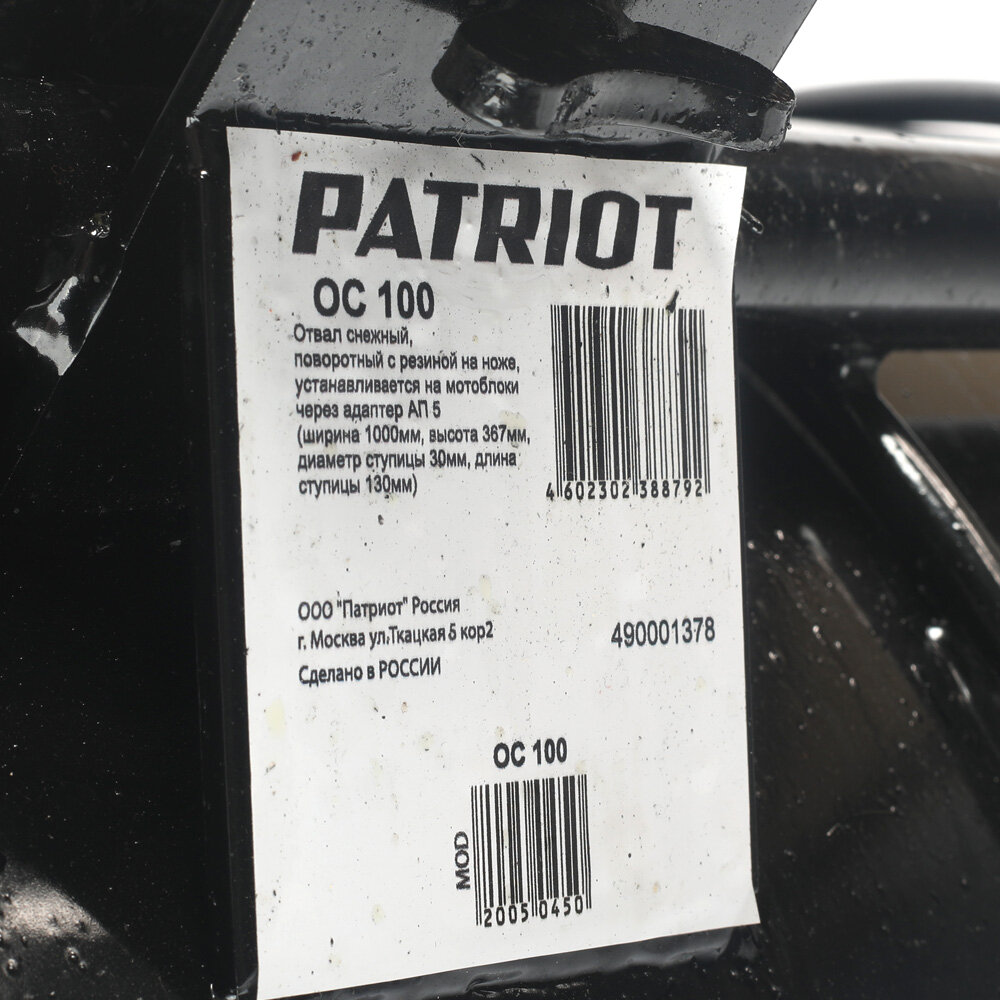 PATRIOT
ОС 100
Отвал снежный,
поворотный с резиной на ноже,
устанавливается на мотоблоки
через адаптер АП 5
(ширина 1000мм, высота 367мм,
диаметр ступицы 30мм, длина
ступицы 130мм)
4 602302 388792
ООО "Патриот" Россия
г. Москва ул.Ткацкая 5 кор2
Сделано в РОССИИ
490001378
ОС 100
MOD
2005 0450